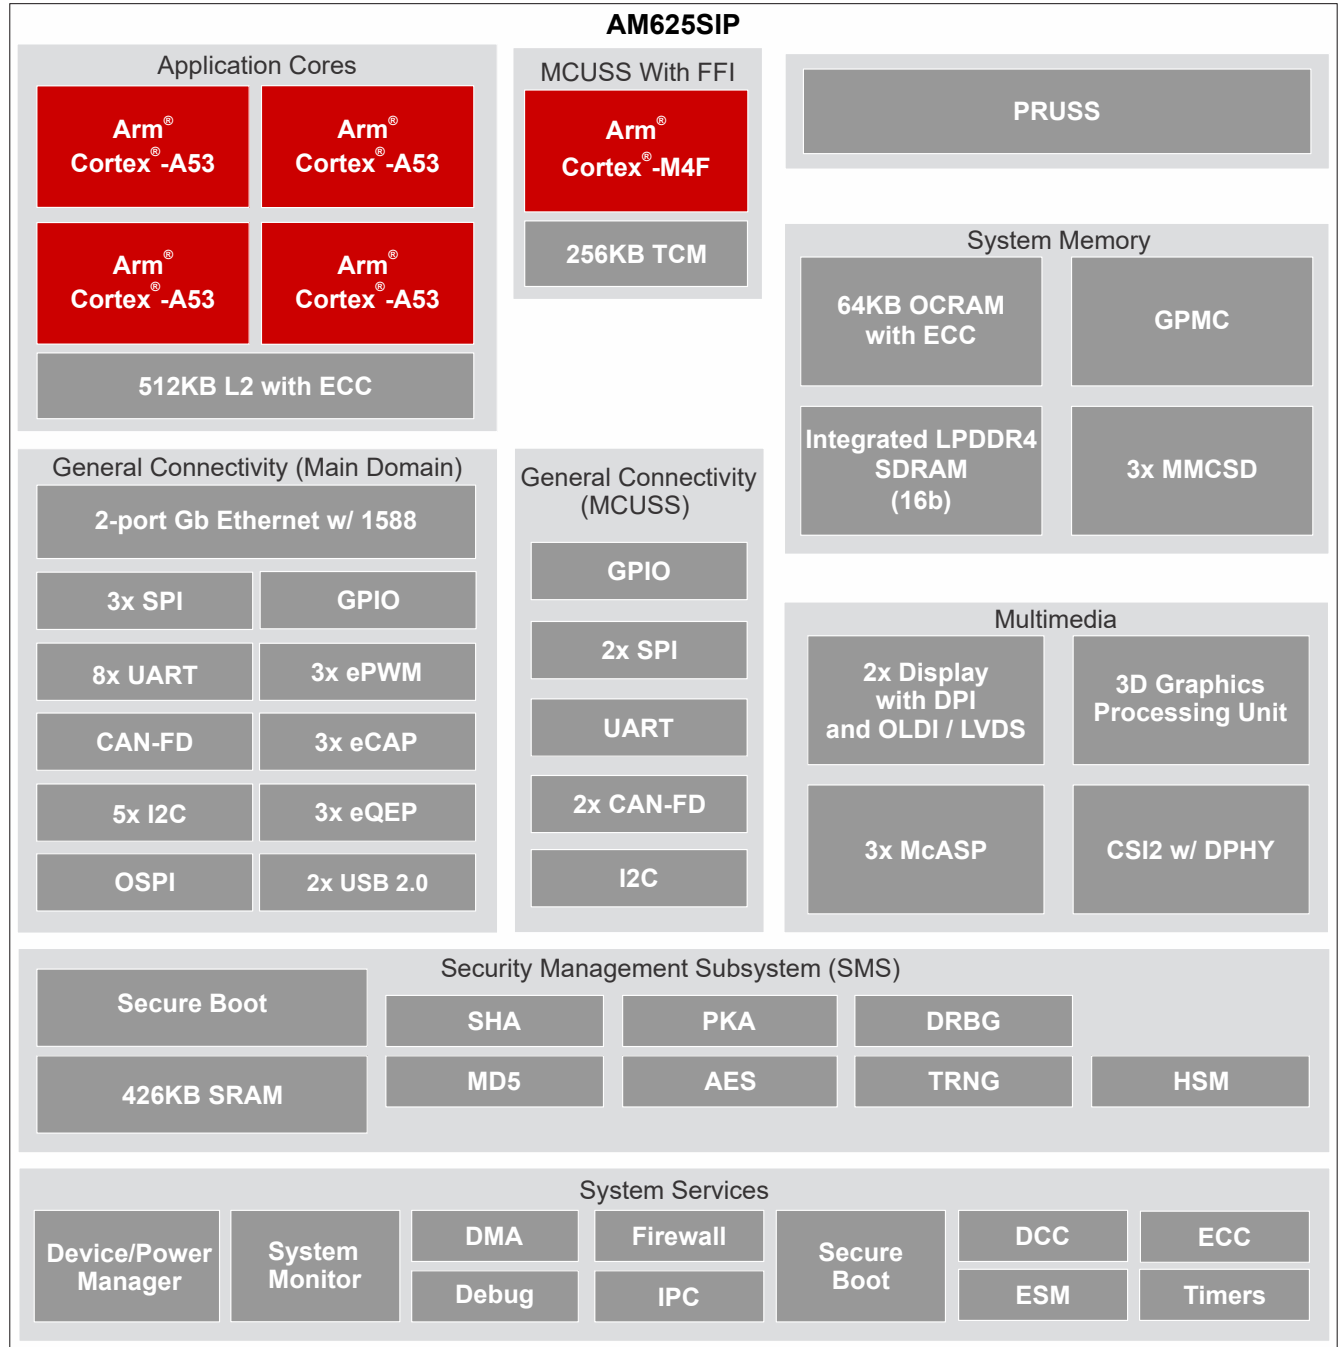 AM625SIP
Application Cores
Arm®
Cortex®-A53
Arm®
Cortex®-A53
Arm®
Cortex®-A53
Arm®
Cortex®-A53
512KB L2 with ECC
MCUSS With FFI
Arm®
Cortex®-M4F
256KB TCM
PRUSS
System Memory
64KB OCRAM
with ECC
GPMC
Integrated LPDDR4
SDRAM
(16b)
3x MMCSD
General Connectivity (Main Domain)
2-port Gb Ethernet w/ 1588
3x SPI
GPIO
8x UART
3x ePWM
CAN-FD
3x eCAP
5x I2C
3x eQEP
OSPI
2x USB 2.0
General Connectivity
(MCUSS)
GPIO
2x SPI
UART
2x CAN-FD
I2C
Multimedia
2x Display
with DPI
and OLDI / LVDS
3D Graphics
Processing Unit
3x McASP
CSI2 w/ DPHY
Security Management Subsystem (SMS)
Secure Boot
SHA
PKA
DRBG
426KB SRAM
MD5
AES
TRNG
HSM
System Services
Device/Power
Manager
System
Monitor
DMA
Debug
Firewall
IPC
Secure
Boot
DCC
ESM
ECC
Timers